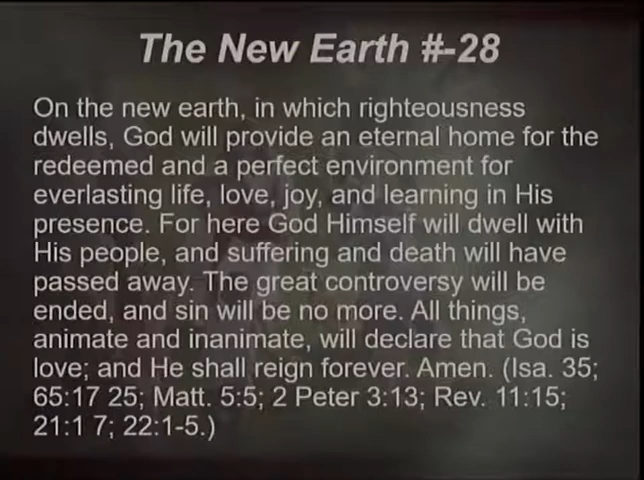 The New Earth #-28
On the new earth, in which righteousness
dwells, God will provide an eternal home for the
redeemed and a perfect environment for
everlasting life, love, joy, and learning in His
presence. For here God Himself will dwell with
His people, and suffering and death will have
passed away. The great controversy will be
ended, and sin will be no more. All things,
animate and inanimate, will declare that God is
love; and He shall reign forever. Amen. (Isa. 35;
65:17 25; Matt. 5:5; 2 Peter 3:13; Rev. 11:15;
21:1 7; 22:1-5.)